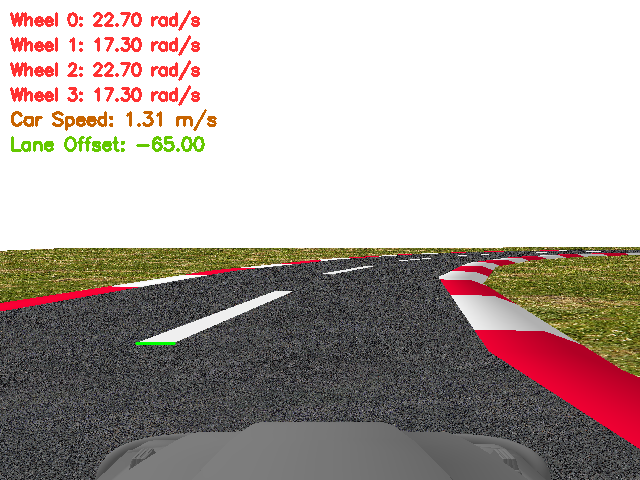 Wheel 0: 22.70 rad/s
Wheel 1: 17.30 rad/s
Wheel 2: 22.70 rad/s
Wheel 3: 17.30 rad/s
Car Speed: 1.31 m/s
Lane Offset: -65.00